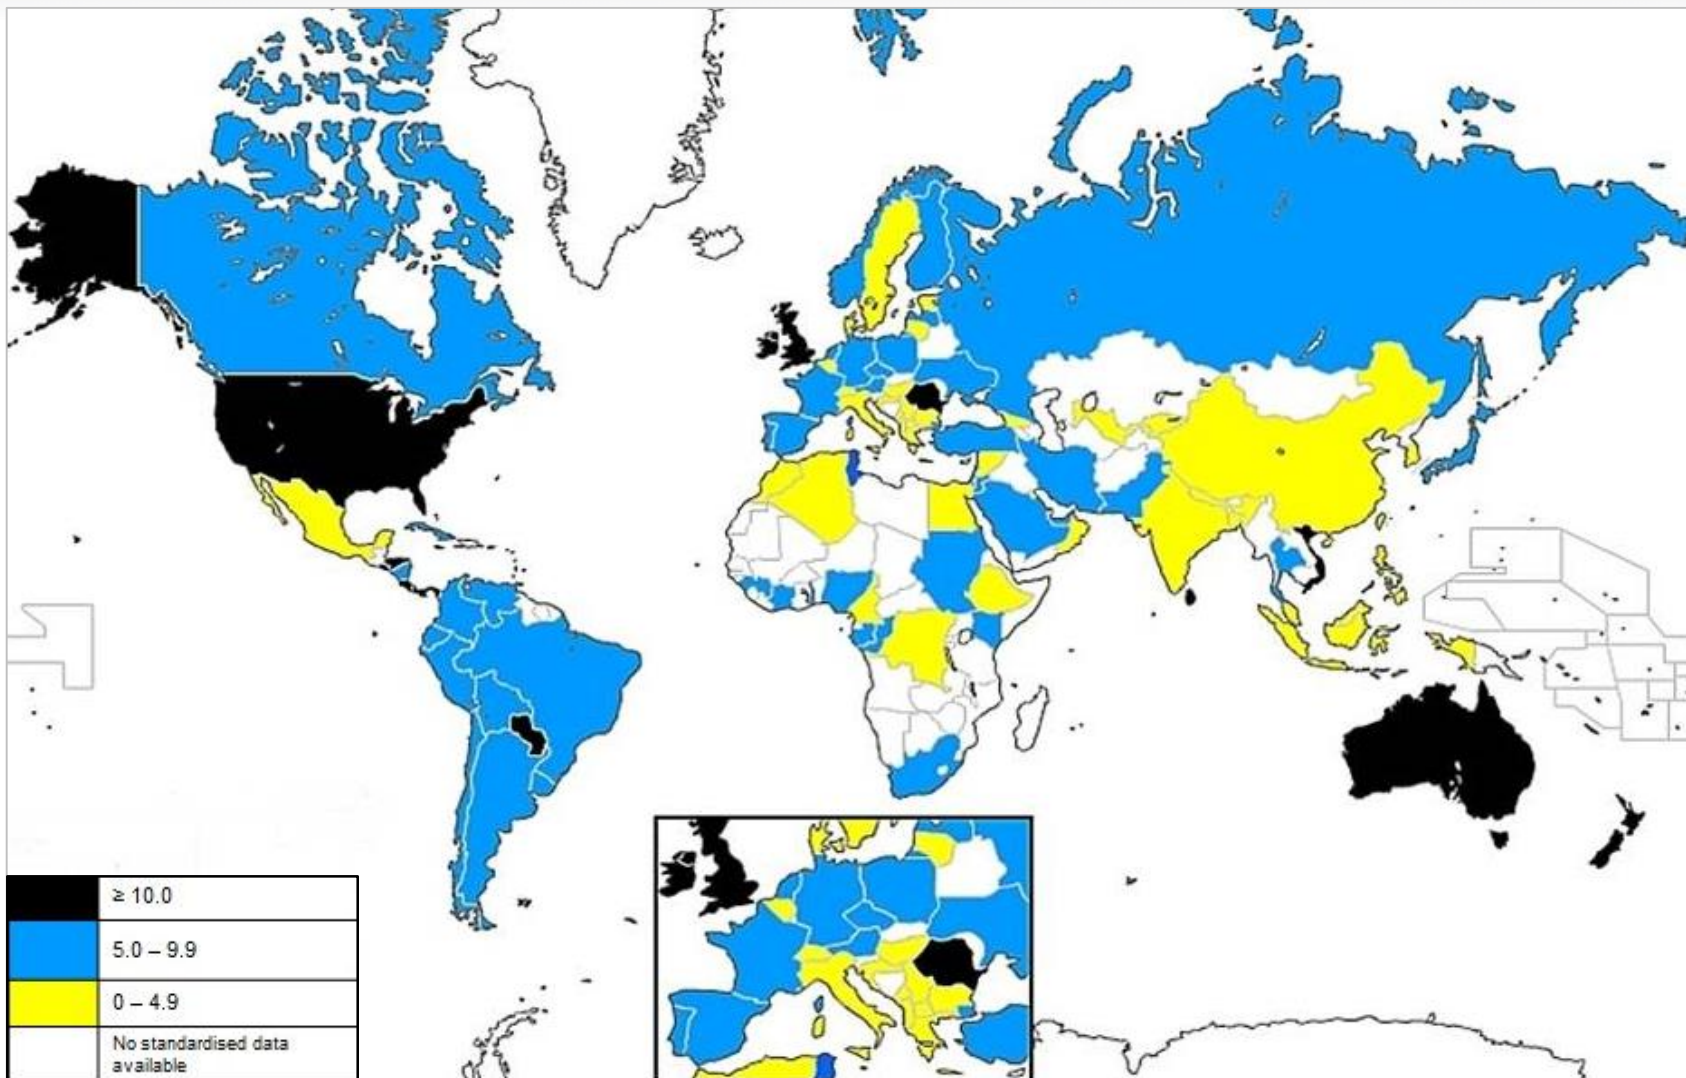 ≥ 10.0
5.0 – 9.9
0 – 4.9
No standardised data
available